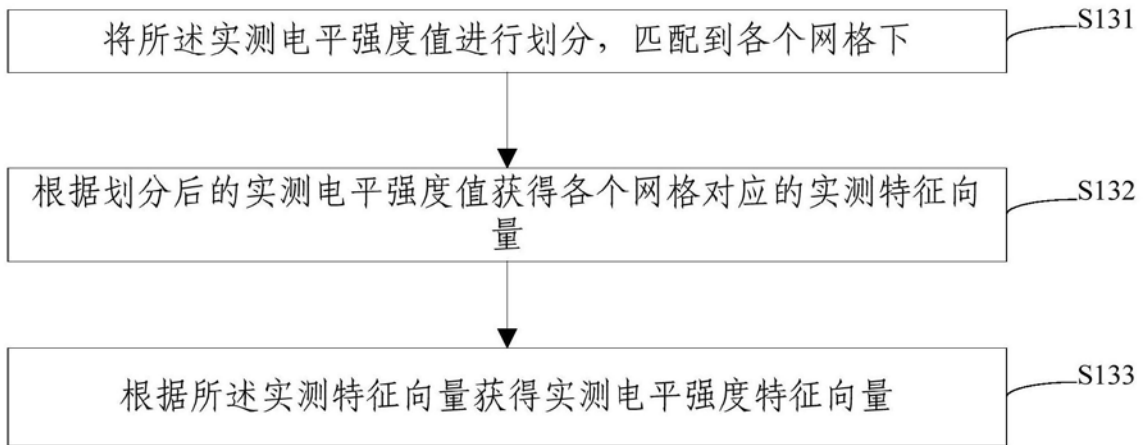 将所述实测电平强度值进行划分，匹配到各个网格下
S131
根据划分后的实测电平强度值获得各个网格对应的实测特征向
量
S132
根据所述实测特征向量获得实测电平强度特征向量
S133